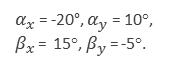 αx = -20°, αy = 10°,
βx = 15°, βy =-5°.